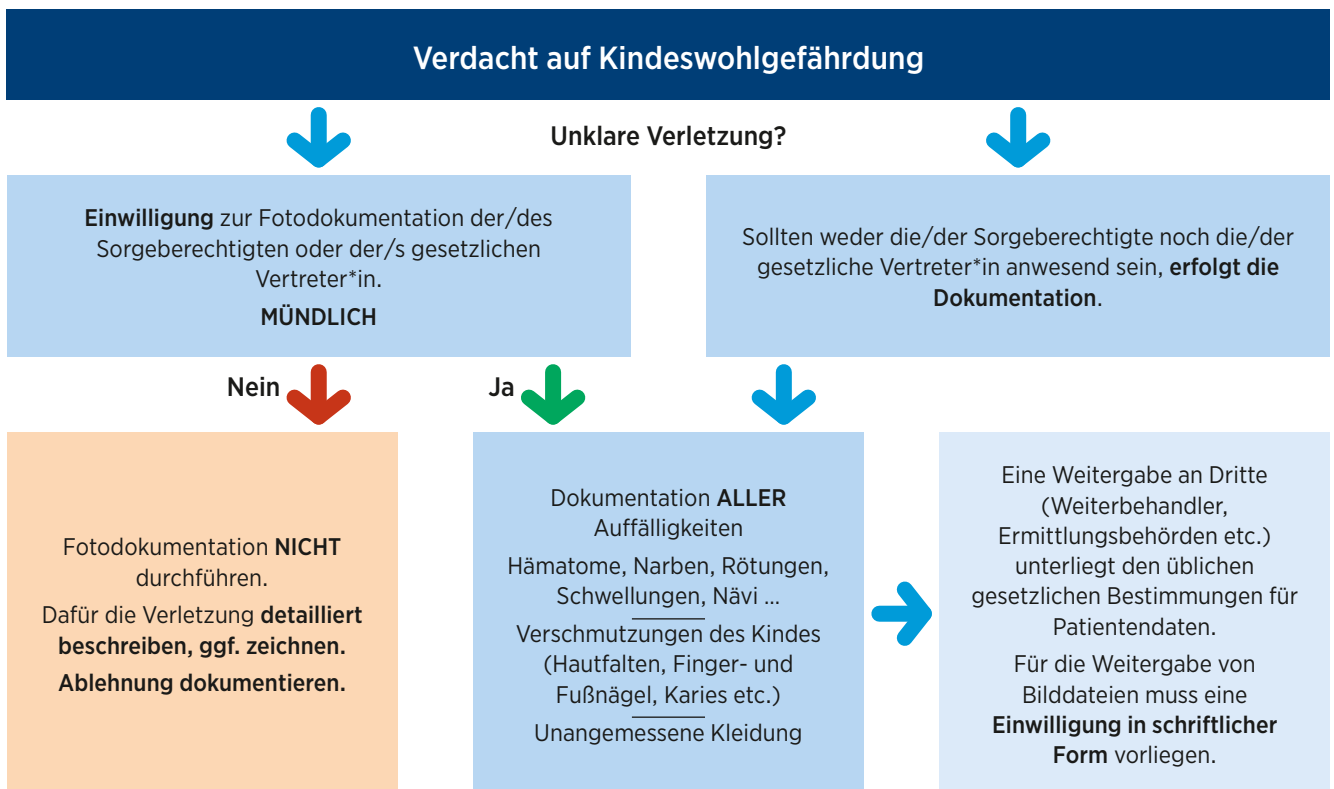 Verdacht auf Kindeswohlgefährdung
Unklare Verletzung?
Einwilligung zur Fotodokumentation der/des
Sorgeberechtigten oder der/s gesetzlichen
Vertreter*in.
MÜNDLICH
Sollten weder die/der Sorgeberechtigte noch die/der
gesetzliche Vertreter*in anwesend sein, erfolgt die
Dokumentation.
Nein
Ja
Fotodokumentation NICHT
durchführen.
Dafür die Verletzung detailliert
beschreiben, ggf. zeichnen.
Ablehnung dokumentieren.
Dokumentation ALLER
Auffälligkeiten
Hämatome, Narben, Rötungen,
Schwellungen, Nävi ...
Verschmutzungen des Kindes
(Hautfalten, Finger- und
Fußnägel, Karies etc.)
Unangemessene Kleidung
Eine Weitergabe an Dritte
(Weiterbehandler,
Ermittlungsbehörden etc.)
unterliegt den üblichen
gesetzlichen Bestimmungen für
Patientendaten.
Für die Weitergabe von
Bilddateien muss eine
Einwilligung in schriftlicher
Form vorliegen.